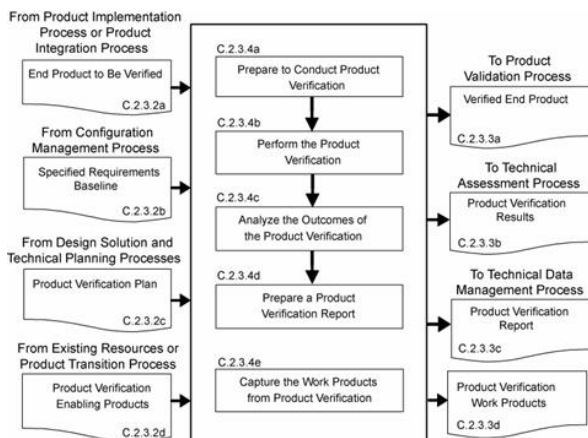 From Product Implementation
Process or Product
Integration Process
End Product to Be Verified
C.2.3.2a
From Configuration
Management Process
Specified Requirements
Baseline
C.2.3.2b
From Design Solution and
Technical Planning Processes
Product Verification Plan
C.2.3.2c
From Existing Resources or
Product Transition Process
Product Verification
Enabling Products
C.2.3.2d
C.2.3.4a
Prepare to Conduct Product
Verification
C.2.3.4b
Perform the Product
Verification
C.2.3.4c
Analyze the Outcomes of
the Product Verification
C.2.3.4d
Prepare a Product
Verification Report
C.2.3.4e
Capture the Work Products
from Product Verification
To Product
Validation Process
Verified End Product
C.2.3.3a
To Technical
Assessment Process
Product Verification
Results
C.2.3.3b
To Technical Data
Management Process
Product Verification
Report
C.2.3.3c
Product Verification
Work Products
C.2.3.3d